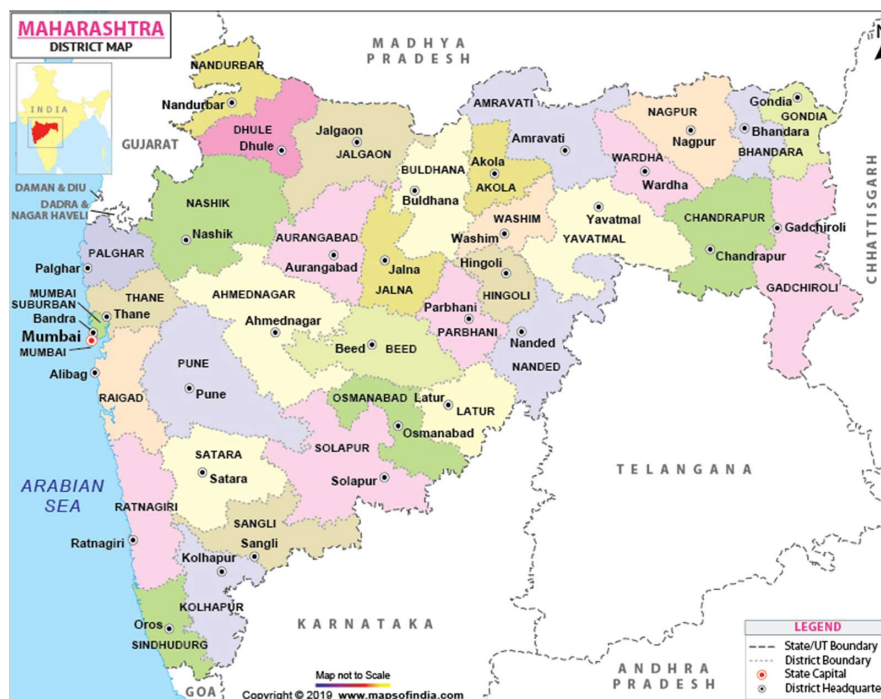 MAHARASHTRA
DISTRICT MAP
N
INDIA
MADHYA
PRADESH
GUJARAT
DAMAN & DIU
DADRA &
NAGAR HAVELI
CHHATTISGARH
TELANGANA
ANDHRA
PRADESH
KARNATAKA
GOA
ARABIAN
SEA
NANDURBAR
Nandurbar
DHULE
Dhule
Jalgaon
JALGAON
BULDHANA
Buldhana
Akola
AKOLA
AMRAVATI
Amravati
WARDHA
Wardha
NAGPUR
Nagpur
Bhandara
BHANDARA
Gondia
GONDIA
NASHIK
Nashik
AURANGABAD
Aurangabad
Jalna
JALNA
WASHIM
Washim
Yavatmal
YAVATMAL
CHANDRAPUR
Chandrapur
Gadchiroli
GADCHIROLI
PALGHAR
Palghar
THANE
Thane
MUMBAI
SUBURBAN
Bandra
Mumbai
MUMBAI
Alibag
RAIGAD
AHMEDNAGAR
Ahmednagar
Hingoli
HINGOLI
Parbhani
PARBHANI
Nanded
NANDED
Beed
BEED
PUNE
Pune
OSMANABAD
Osmanabad
Latur
LATUR
SOLAPUR
Solapur
SATARA
Satara
RATNAGIRI
Ratnagiri
SANGLI
Sangli
Kolhapur
KOLHAPUR
Oros
SINDHUDURG
LEGEND
State/UT Boundary
District Boundary
State Capital
District Headquarte
Map not to Scale
Copyright © 2019 www.mapsofindia.com